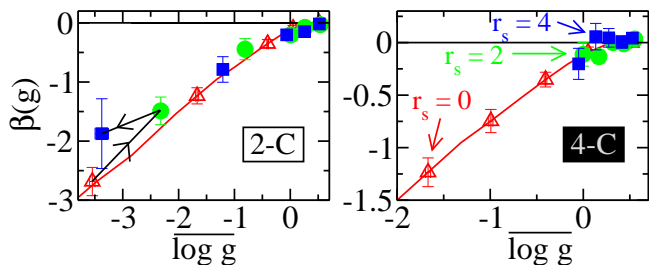 0
-1
-2
-3
β(g)
-3 -2 -1 0
log g
2-C
0
-0.5
-1
-1.5
-2 -1 0
log g
r_s = 4
r_s = 2
r_s = 0
4-C